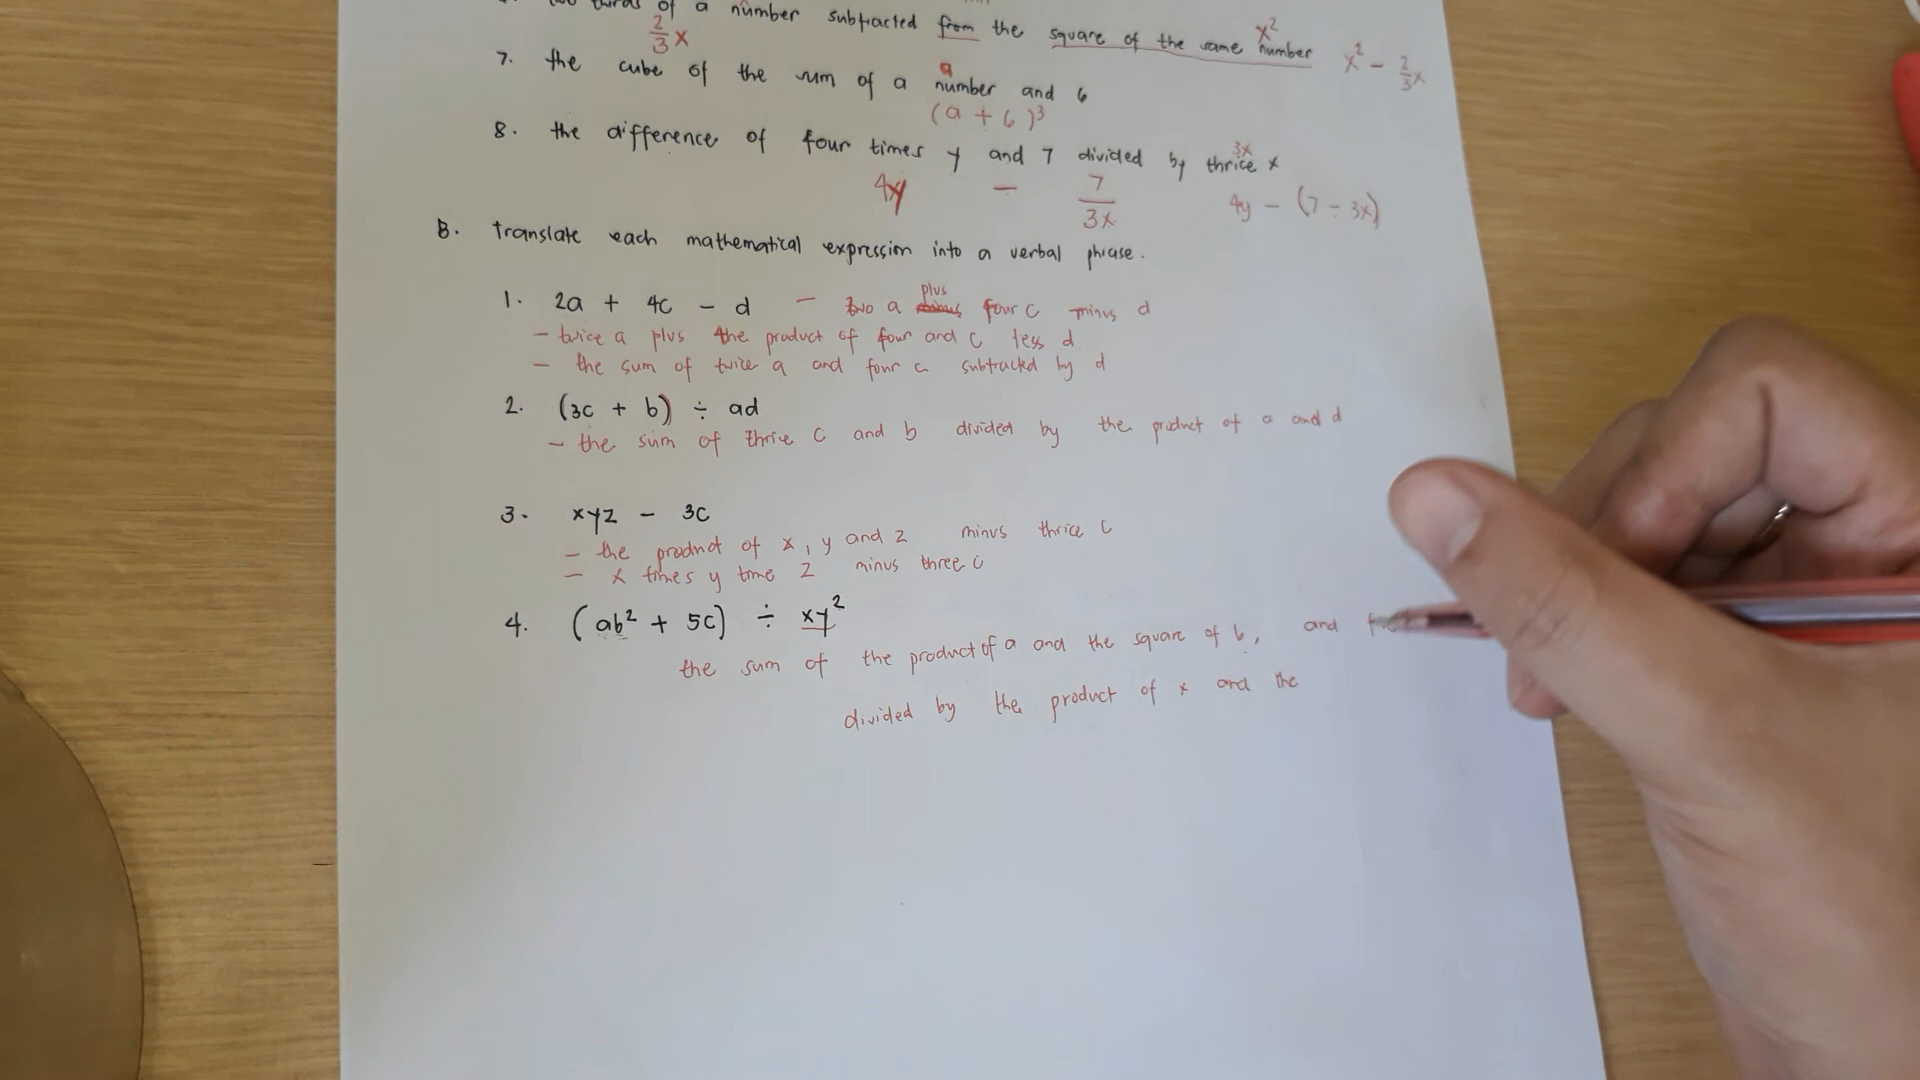 of a number subtracted from the square of the same number x² x² - 2/3x
2/3 x
7. the cube of the sum of a number and 6
a
(a + 6)³
8. the difference of four times y and 7 divided by thrice x
3x
4y - 7/3x 4y - (7 ÷ 3x)
B. Translate each mathematical expression into a verbal phrase.
1. 2a + 4c - d - two a plus four c minus d
- twice a plus the product of four and c less d
- the sum of twice a and four c subtracted by d
2. (3c + b) ÷ ad
- the sum of thrice c and b divided by the product of a and d
3. xyz - 3c
- the product of x, y and z minus thrice c
- x times y time z minus three c
4. (ab² + 5c) ÷ xy²
the sum of the product of a and the square of b, and
divided by the product of x and the